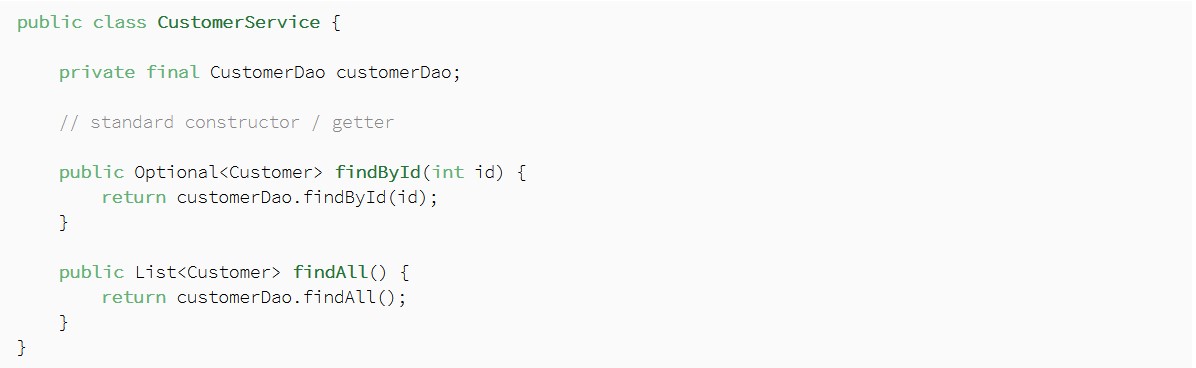 public class CustomerService {
private final CustomerDao customerDao;
// standard constructor / getter
public Optional<Customer> findById(int id) {
return customerDao.findById(id);
}
public List<Customer> findAll() {
return customerDao.findAll();
}
}